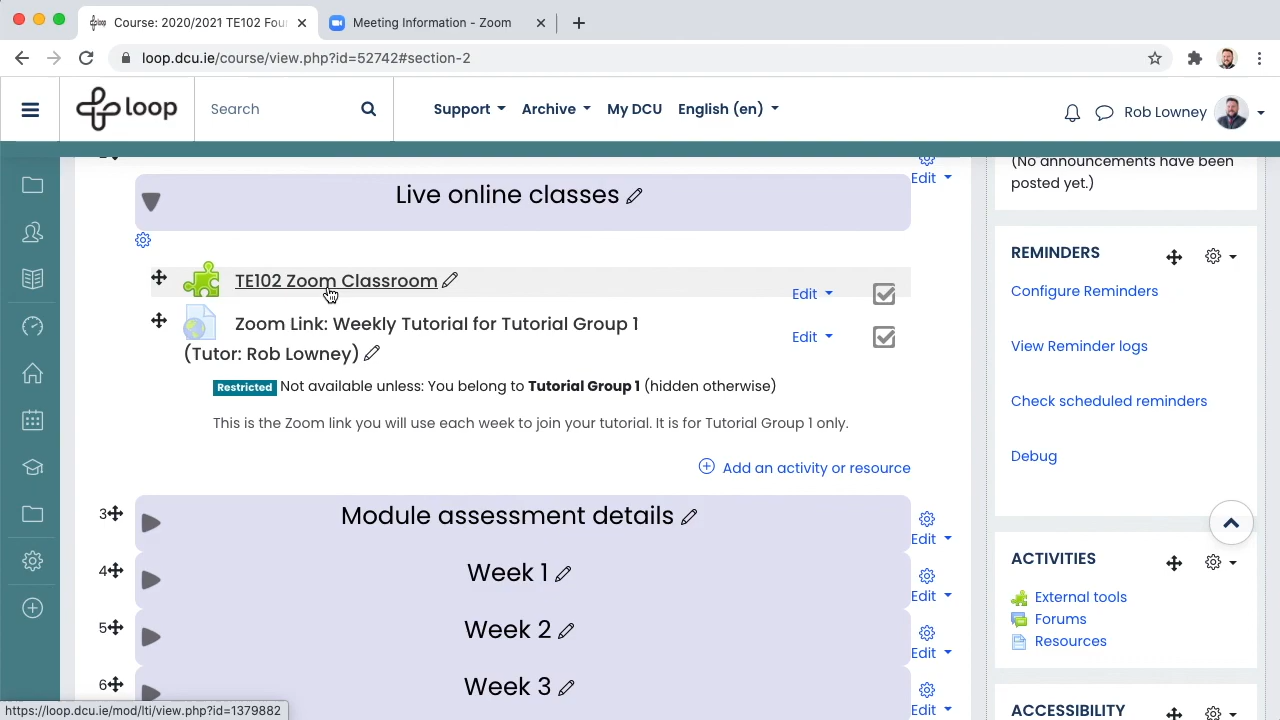 Course: 2020/2021 TE102 Four
Meeting Information - Zoom
loop.dcu.ie/course/view.php?id=52742#section-2
loop
Search
Support
Archive
My DCU
English (en)
Rob Lowney
(No announcements have been
posted yet.)
Edit
Live online classes
TE102 Zoom Classroom
Edit
Zoom Link: Weekly Tutorial for Tutorial Group 1
(Tutor: Rob Lowney)
Edit
Restricted Not available unless: You belong to Tutorial Group 1 (hidden otherwise)
This is the Zoom link you will use each week to join your tutorial. It is for Tutorial Group 1 only.
Add an activity or resource
3
Module assessment details
Edit
4
Week 1
Edit
5
Week 2
Edit
6
Week 3
Edit
REMINDERS
Configure Reminders
View Reminder logs
Check scheduled reminders
Debug
ACTIVITIES
External tools
Forums
Resources
ACCESSIBILITY
https://loop.dcu.ie/mod/lti/view.php?id=1379882